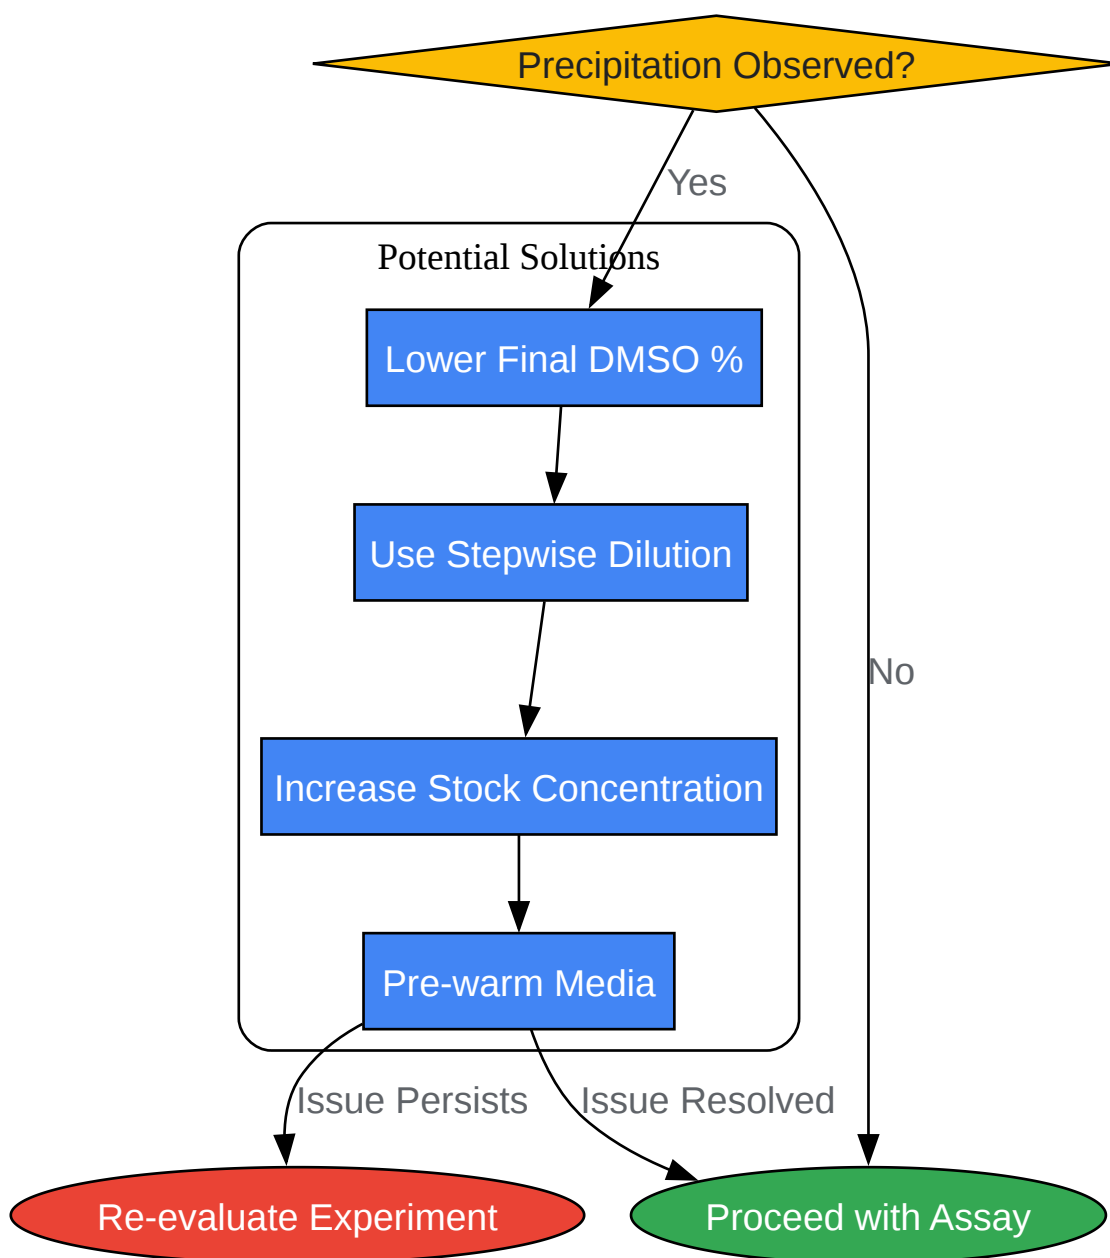 Precipitation Observed?
Yes
Potential Solutions
Lower Final DMSO %
Use Stepwise Dilution
No
Increase Stock Concentration
Pre-warm Media
Issue Persists
Issue Resolved
Re-evaluate Experiment
Proceed with Assay